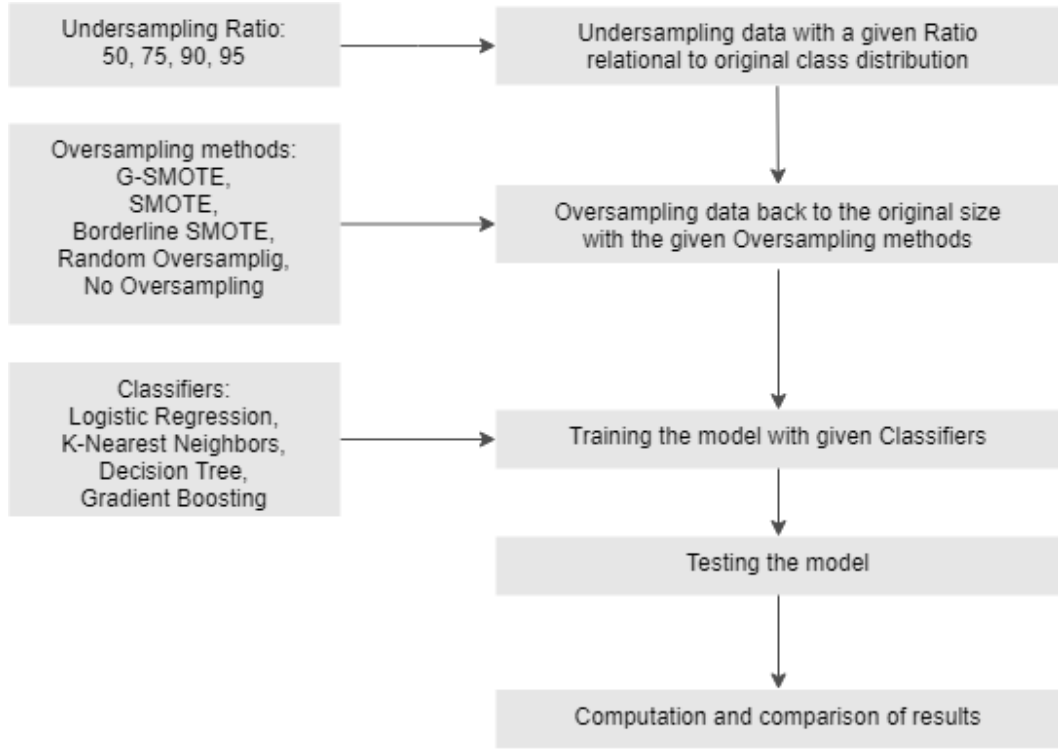 Undersampling Ratio:
50, 75, 90, 95
Undersampling data with a given Ratio
relational to original class distribution
Oversampling methods:
G-SMOTE,
SMOTE,
Borderline SMOTE,
Random Oversamplig,
No Oversampling
Oversampling data back to the original size
with the given Oversampling methods
Classifiers:
Logistic Regression,
K-Nearest Neighbors,
Decision Tree,
Gradient Boosting
Training the model with given Classifiers
Testing the model
Computation and comparison of results